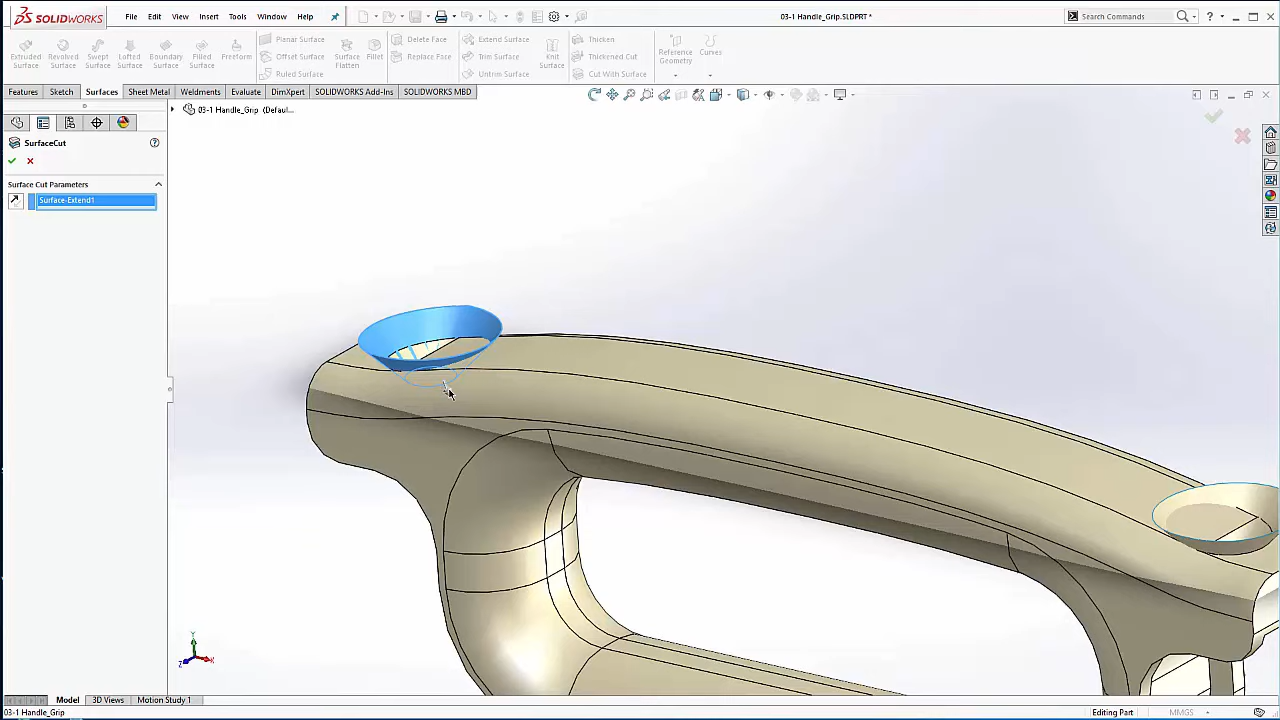 SOLIDWORKS File Edit View Insert Tools Window Help 03-1 Handle_Grip.SLDPRT * Search Commands ?
Extruded Surface
Revolved Surface
Swept Surface
Lofted Surface
Boundary Surface
Filled Surface
Freeform
Planar Surface
Offset Surface
Ruled Surface
Surface Flatten
Fillet
Delete Face
Replace Face
Extend Surface
Trim Surface
Untrim Surface
Knit Surface
Thicken
Thickened Cut
Cut With Surface
Reference Geometry
Curves
Features Sketch Surfaces Sheet Metal Weldments Evaluate DimXpert SOLIDWORKS Add-Ins SOLIDWORKS MBD
03-1 Handle_Grip (Defaul...
SurfaceCut
Surface Cut Parameters
Surface-Extend1
Y
Z X
Model 3D Views Motion Study 1
03-1 Handle_Grip Editing Part MMGS